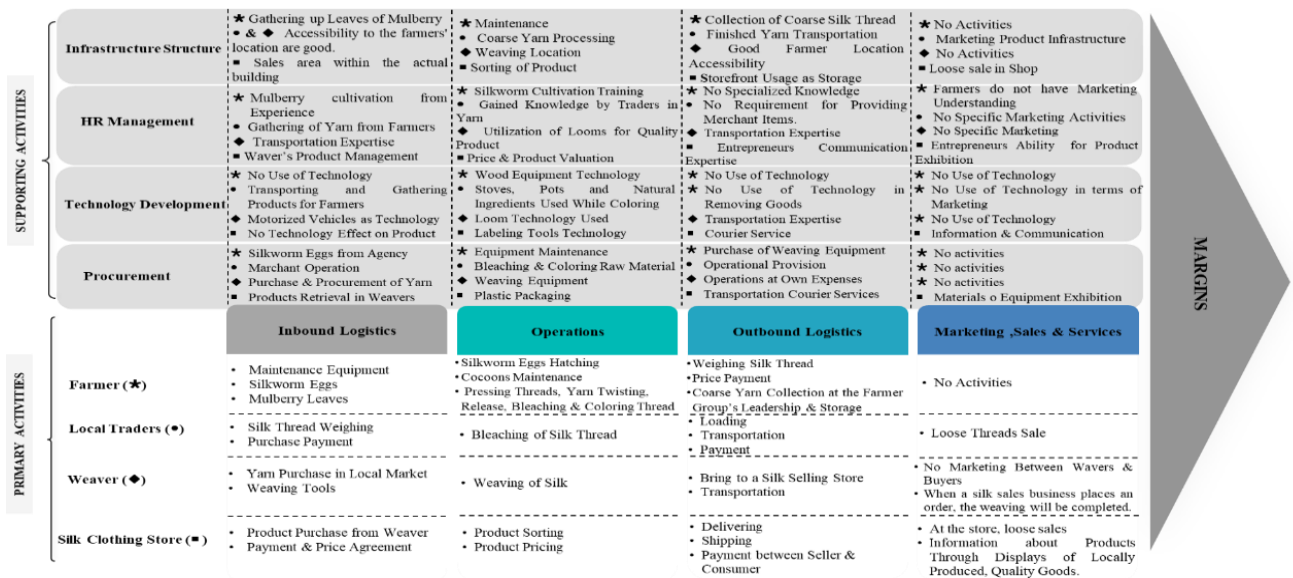 SUPPORTING ACTIVITIES
Infrastructure Structure
★ Gathering up Leaves of Mulberry
• & ◆ Accessibility to the farmers'
location are good.
■ Sales area within the actual
building
★ Maintenance
• Coarse Yarn Processing
◆ Weaving Location
■ Sorting of Product
★ Collection of Coarse Silk Thread
• Finished Yarn Transportation
◆ Good Farmer Location
Accessibility
■ Storefront Usage as Storage
★ No Activities
• Marketing Product Infrastructure
◆ No Activities
■ Loose sale in Shop
HR Management
★ Mulberry cultivation from
Experience
• Gathering of Yarn from Farmers
◆ Transportation Expertise
■ Waver's Product Management
★ Silkworm Cultivation Training
• Gained Knowledge by Traders in
Yarn
◆ Utilization of Looms for Quality
Product
■ Price & Product Valuation
★ No Specialized Knowledge
• No Requirement for Providing
Merchant Items.
◆ Transportation Expertise
■ Entrepreneurs Communication
Expertise
★ Farmers do not have Marketing
Understanding
• No Specific Marketing Activities
◆ No Specific Marketing
■ Entrepreneurs Ability for Product
Exhibition
Technology Development
★ No Use of Technology
• Transporting and Gathering
Products for Farmers
◆ Motorized Vehicles as Technology
■ No Technology Effect on Product
★ Wood Equipment Technology
• Stoves, Pots and Natural
Ingredients Used While Coloring
◆ Loom Technology Used
■ Labeling Tools Technology
★ No Use of Technology
★ No Use of Technology in
Removing Goods
◆ Transportation Expertise
■ Courier Service
★ No Use of Technology
★ No Use of Technology in terms of
Marketing
★ No Use of Technology
■ Information & Communication
Procurement
★ Silkworm Eggs from Agency
• Marchant Operation
◆ Purchase & Procurement of Yarn
■ Products Retrieval in Weavers
★ Equipment Maintenance
• Bleaching & Coloring Raw Material
◆ Weaving Equipment
■ Plastic Packaging
★ Purchase of Weaving Equipment
• Operational Provision
◆ Operations at Own Expenses
■ Transportation Courier Services
★ No activities
★ No activities
★ No activities
■ Materials o Equipment Exhibition
MARGINS
PRIMARY ACTIVITIES
Inbound Logistics
Operations
Outbound Logistics
Marketing ,Sales & Services
Farmer (★)
• Maintenance Equipment
• Silkworm Eggs
• Mulberry Leaves
• Silkworm Eggs Hatching
• Cocoons Maintenance
• Pressing Threads, Yarn Twisting,
Release, Bleaching & Coloring Thread
• Weighing Silk Thread
• Price Payment
• Coarse Yarn Collection at the Farmer
Group's Leadership & Storage
• No Activities
Local Traders (•)
• Silk Thread Weighing
• Purchase Payment
• Bleaching of Silk Thread
• Loading
• Transportation
• Payment
• Loose Threads Sale
Weaver (◆)
• Yarn Purchase in Local Market
• Weaving Tools
• Weaving of Silk
• Bring to a Silk Selling Store
• Transportation
• No Marketing Between Wavers &
Buyers
• When a silk sales business places an
order, the weaving will be completed.
Silk Clothing Store (■)
• Product Purchase from Weaver
• Payment & Price Agreement
• Product Sorting
• Product Pricing
• Delivering
• Shipping
• Payment between Seller &
Consumer
• At the store, loose sales
• Information about Products
Through Displays of Locally
Produced, Quality Goods.